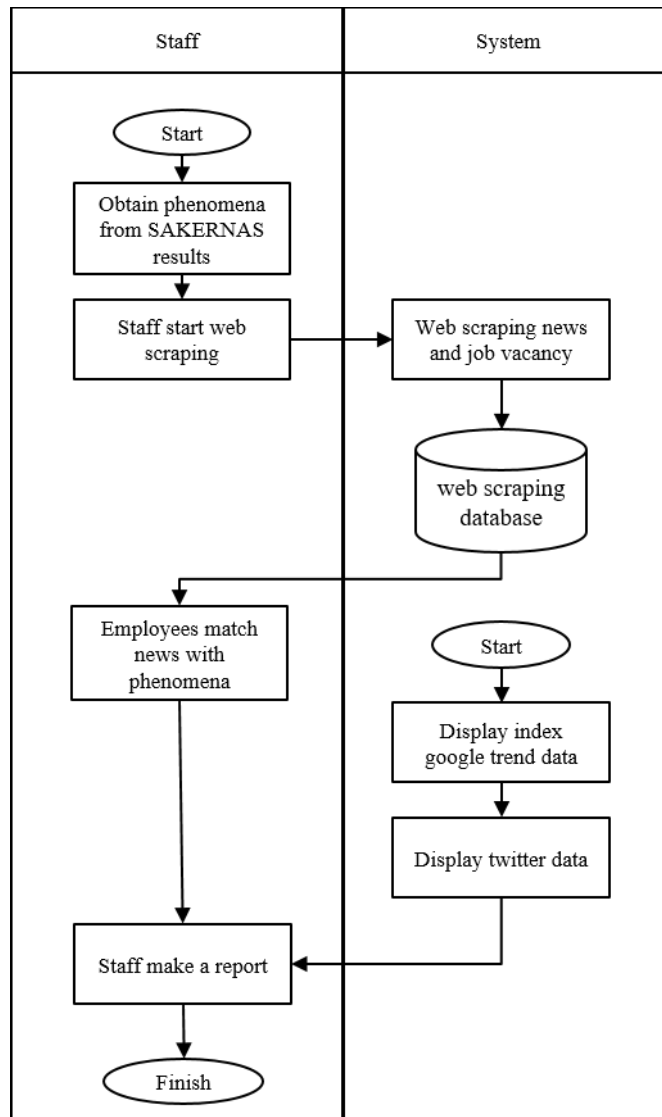 Staff
System
Start
Obtain phenomena
from SAKERNAS
results
Staff start web
scraping
Web scraping news
and job vacancy
web scraping
database
Employees match
news with
phenomena
Start
Display index
google trend data
Display twitter data
Staff make a report
Finish